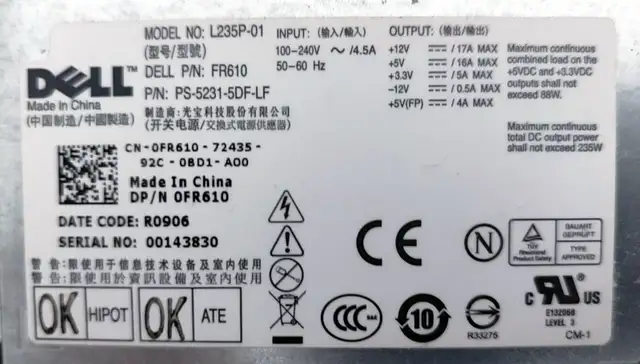 DELL
Made in China
(中国制造/中國製造)
MODEL NO: L235P-01
(型号/型號)
DELL P/N: FR610
P/N: PS-5231-5DF-LF
制造商:光宝科技股份有限公司
(开关电源/交換式電源供應器)
INPUT: (输入/輸入)
100-240V ～/4.5A
50-60 Hz
OUTPUT: (输出/輸出)
+12V ⎓/17A MAX
+5V ⎓/16A MAX
+3.3V ⎓/5A MAX
-12V ⎓/0.5A MAX
+5V(FP) ⎓/4A MAX
Maximum continuous
combined load on the
+5VDC and +3.3VDC
outputs shall not
exceed 88W.
Maximum continuous
total DC output power
shall not exceed 235W
CN-0FR610-72435-
92C-0BD1-A00
Made In China
DP/N 0FR610
DATE CODE: R0906
SERIAL NO: 00143830
警告:限使用于信息技术设备及室内使用
警告:限使用於資訊設備及室內使用
OK HIPOT
OK ATE
CE
N
TÜV
BAUART
GEPRÜFT
TYPE
APPROVED
CCC
10
R33275
c RU US
E132068
LEVEL 3
CM-1